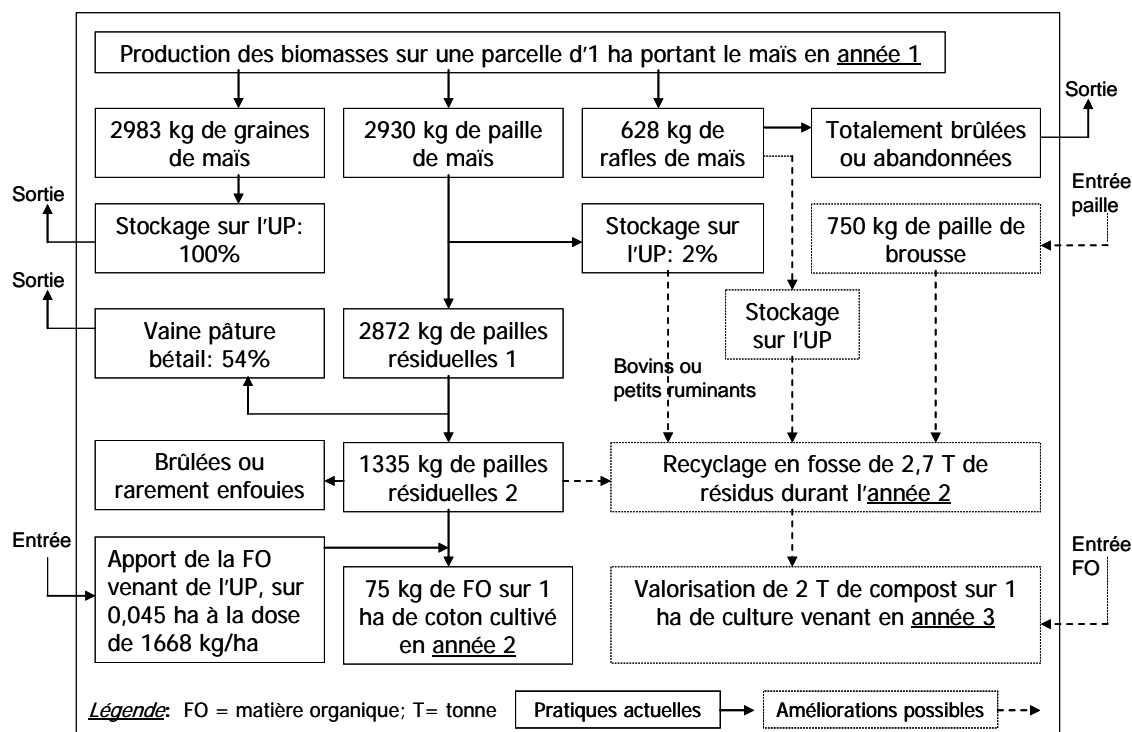 Production des biomasses sur une parcelle d'1 ha portant le maïs en année 1
Sortie
2983 kg de graines
de maïs
2930 kg de paille
de maïs
628 kg de
rafles de maïs
Totalement brûlées
ou abandonnées
Entrée
paille
Sortie
Stockage sur l'UP:
100%
Stockage sur
l'UP: 2%
750 kg de paille de
brousse
Sortie
Stockage
sur l'UP
Vaine pâture
bétail: 54%
2872 kg de pailles
résiduelles 1
Bovins ou
petits ruminants
Brûlées ou
rarement enfouies
1335 kg de pailles
résiduelles 2
Recyclage en fosse de 2,7 T de
résidus durant l'année 2
Entrée
Apport de la FO
venant de l'UP, sur
0,045 ha à la dose
de 1668 kg/ha
75 kg de FO sur 1
ha de coton cultivé
en année 2
Valorisation de 2 T de compost sur 1
ha de culture venant en année 3
Entrée
FO
Légende: FO = matière organique; T= tonne
Pratiques actuelles
Améliorations possibles